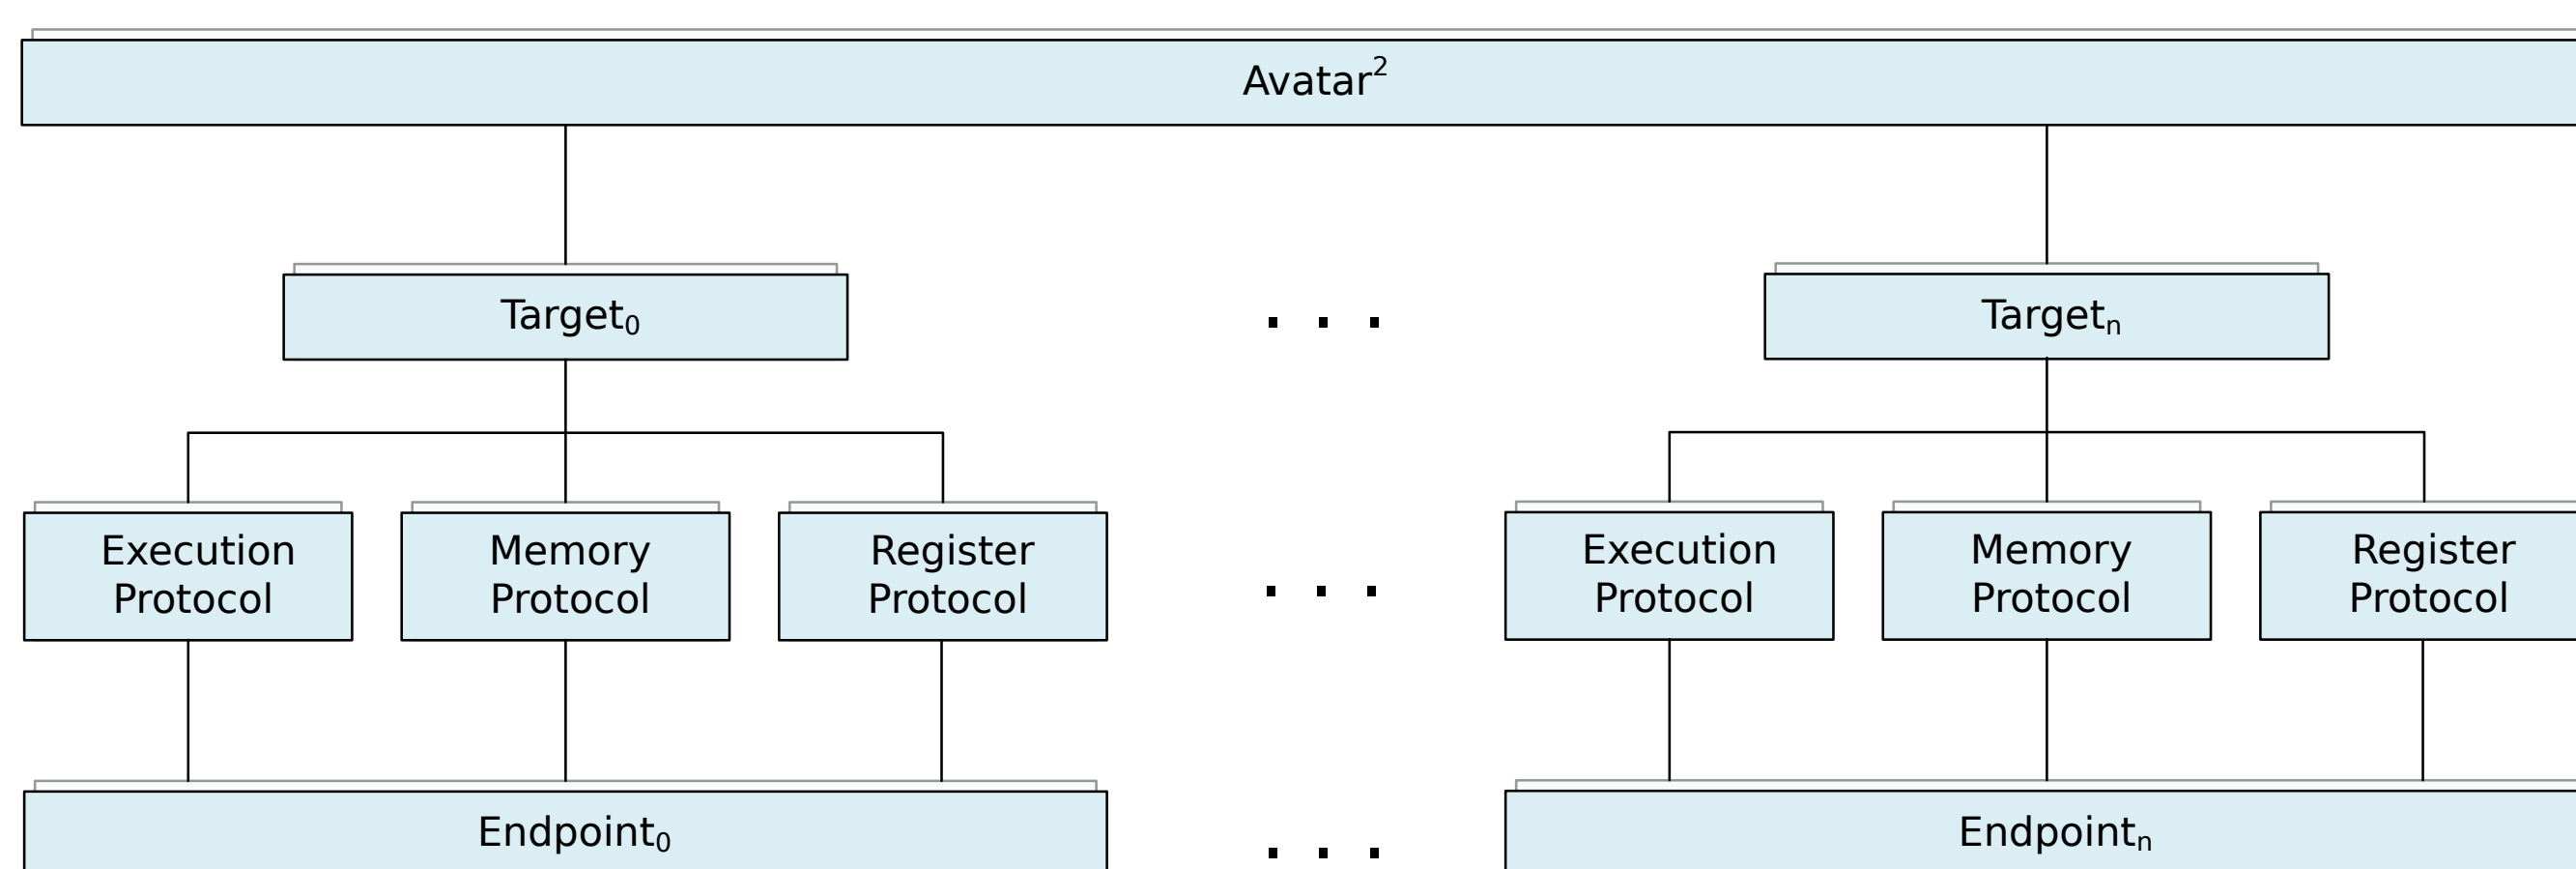 Avatar²
Target₀ . . . Targetₙ
Execution Memory Register Execution Memory Register
Protocol Protocol Protocol . . . Protocol Protocol Protocol
Endpoint₀ . . . Endpointₙ